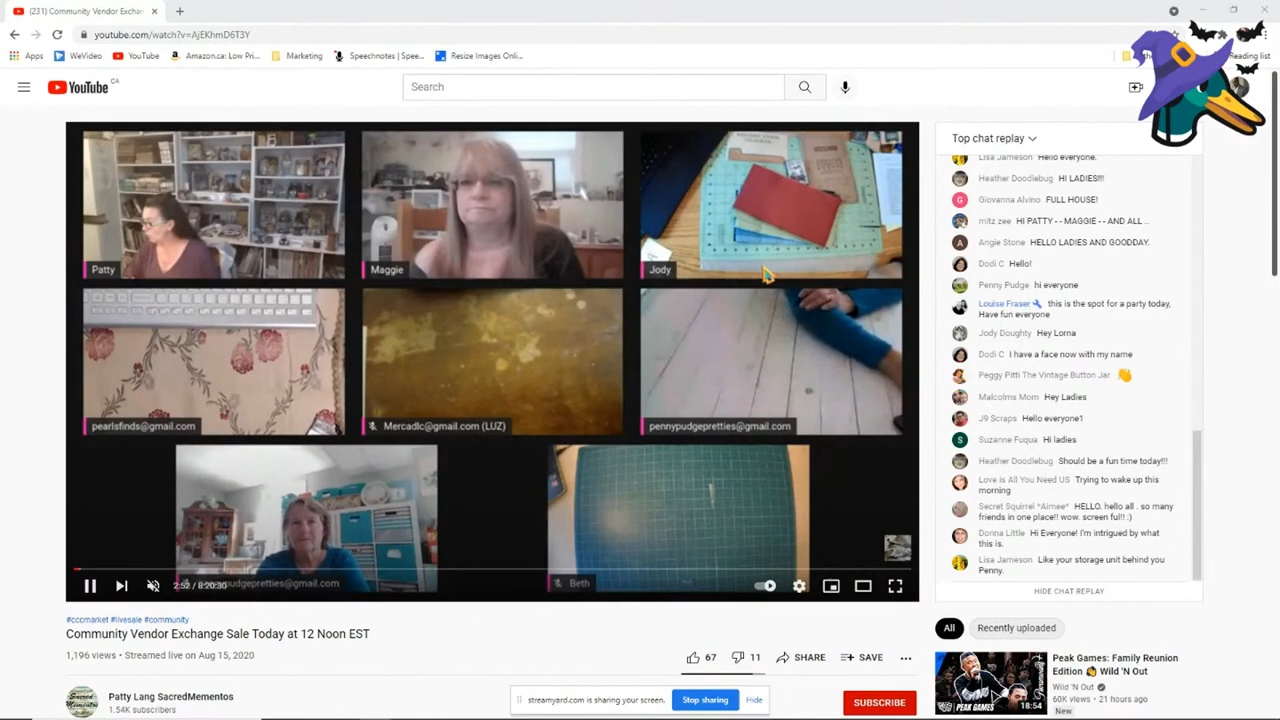 (231) Community Vendor Exchan
youtube.com/watch?v=AjEKhmD6T3Y
Apps WeVideo YouTube Amazon.ca: Low Pri... Marketing Speechnotes | Spee... Resize Images Onli... Reading list
YouTube CA
Search
Top chat replay
Patty
Maggie
Jody
pearlsfinds@gmail.com
Mercadlc@gmail.com (LUZ)
pennypudgepretties@gmail.com
udgepretties@gmail.com
Beth
2:52 / 8:20:30
Lisa Jameson Hello everyone.
Heather Doodlebug HI LADIES!!!
Giovanna Alvino FULL HOUSE!
mitz zee HI PATTY - - MAGGIE - - AND ALL ..
Angie Stone HELLO LADIES AND GOODDAY.
Dodi C Hello!
Penny Pudge hi everyone
Louise Fraser this is the spot for a party today,
Have fun everyone
Jody Doughty Hey Lorna
Dodi C I have a face now with my name
Peggy Pitti The Vintage Button Jar
Malcolms Mom Hey Ladies
J9 Scraps Hello everyone1
Suzanne Fuqua Hi ladies
Heather Doodlebug Should be a fun time today!!!
Love is All You Need US Trying to wake up this
morning
Secret Squirrel *Aimee* HELLO. hello all . so many
friends in one place!! wow. screen full!! :)
Donna Little Hi Everyone! I'm intrigued by what
this is.
Lisa Jameson Like your storage unit behind you
Penny.
HIDE CHAT REPLAY
#cccmarket #livesale #community
Community Vendor Exchange Sale Today at 12 Noon EST
1,196 views • Streamed live on Aug 15, 2020
67 11 SHARE SAVE
All Recently uploaded
Peak Games: Family Reunion
Edition Wild 'N Out
Wild 'N Out
60K views • 21 hours ago
New
PEAK GAMES 18:54
streamyard.com is sharing your screen. Stop sharing Hide
Patty Lang SacredMementos
1.54K subscribers
SUBSCRIBE